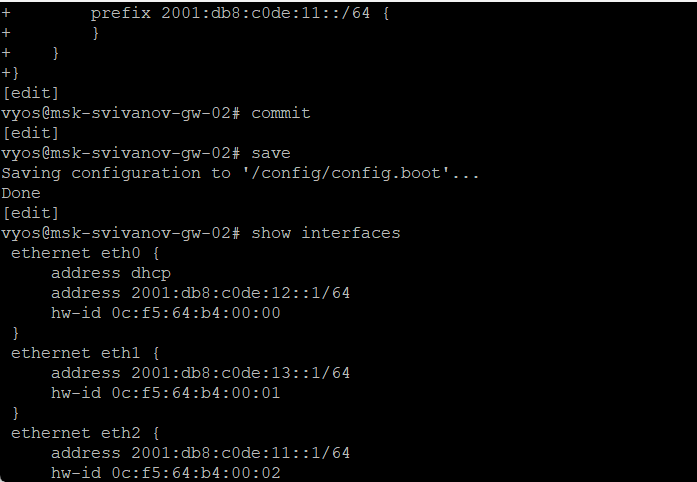 +        prefix 2001:db8:c0de:11::/64 {
+        }
+    }
+}
[edit]
vyos@msk-svivanov-gw-02# commit
[edit]
vyos@msk-svivanov-gw-02# save
Saving configuration to '/config/config.boot'...
Done
[edit]
vyos@msk-svivanov-gw-02# show interfaces
 ethernet eth0 {
     address dhcp
     address 2001:db8:c0de:12::1/64
     hw-id 0c:f5:64:b4:00:00
 }
 ethernet eth1 {
     address 2001:db8:c0de:13::1/64
     hw-id 0c:f5:64:b4:00:01
 }
 ethernet eth2 {
     address 2001:db8:c0de:11::1/64
     hw-id 0c:f5:64:b4:00:02